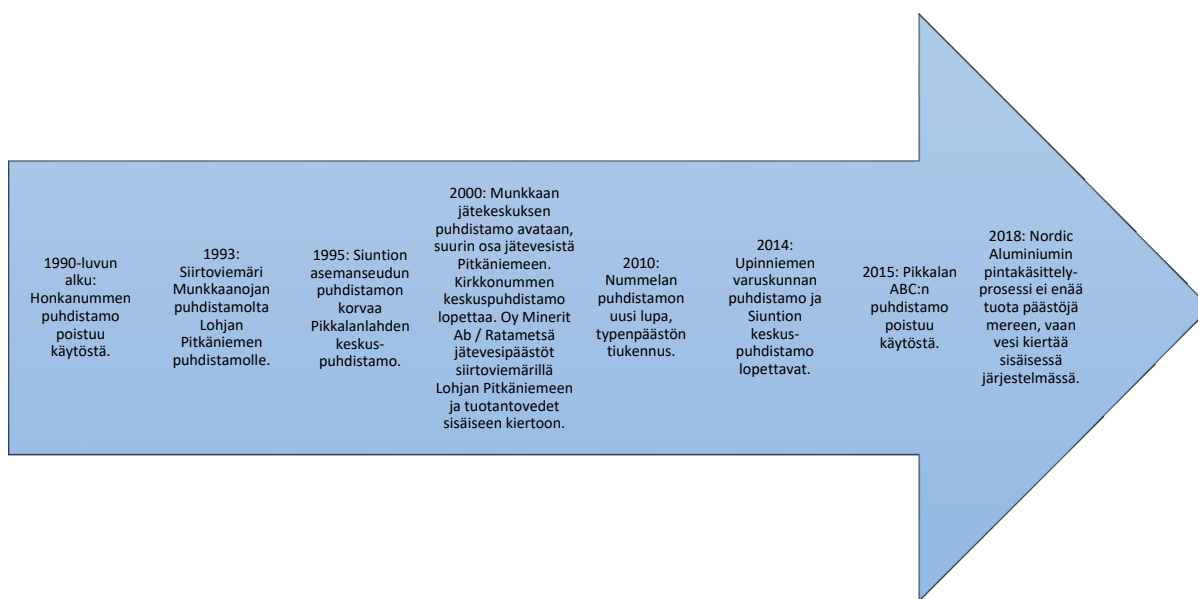 1990-luvun
alku:
Honkanummen
puhdistamo
poistuu
käytöstä.
1993:
Siirtoviemäri
Munkkaanojan
puhdistamolta
Lohjan
Pitkäniemen
puhdistamolle.
1995: Siuntion
asemanseudun
puhdistamon
korvaa
Pikkalanlahden
keskus-
puhdistamo.
2000: Munkkaan
jätekeskuksen
puhdistamo avataan,
suurin osa jätevesistä
Pitkäniemeen.
Kirkkonummen
keskuspuhdistamo
lopettaa. Oy Minerit
Ab / Ratametsä
jätevesipäästöt
siirtoviemärillä
Lohjan Pitkäniemeen
ja tuotantovedet
sisäiseen kiertoon.
2010:
Nummelan
puhdistamon
uusi lupa,
typenpäästön
tiukennus.
2014:
Upinniemen
varuskunnan
puhdistamo ja
Siuntion
keskus-
puhdistamo
lopettavat.
2015: Pikkalan
ABC:n
puhdistamo
poistuu
käytöstä.
2018: Nordic
Aluminiumin
pintakäsittely-
prosessi ei enää
tuota päästöjä
mereen, vaan
vesi kiertää
sisäisessä
järjestelmässä.